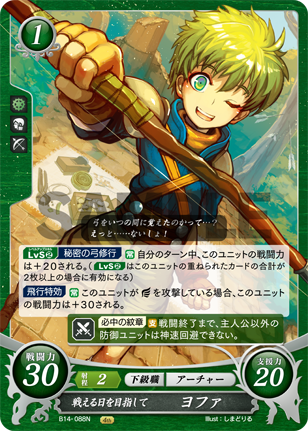 1
SAMPLE
弓をいつの間に覚えたのかって…?
えっと……ないしょ!
LvS2 秘密の弓修行 常 自分のターン中、このユニットの戦闘力
は+20される。(LvS2はこのユニットの重ねられたカードの合計が
2枚以上の場合に有効になる)
飛行特効 常 このユニットが を攻撃している場合、このユニット
の戦闘力は+30される。
必中の紋章 支 戦闘終了まで、主人公以外の
防御ユニットは神速回避できない。
戦闘力
30
射程 2 下級職 アーチャー
支援力
20
戦える日を目指して ヨファ
B14-088N
Illust:しまどりる